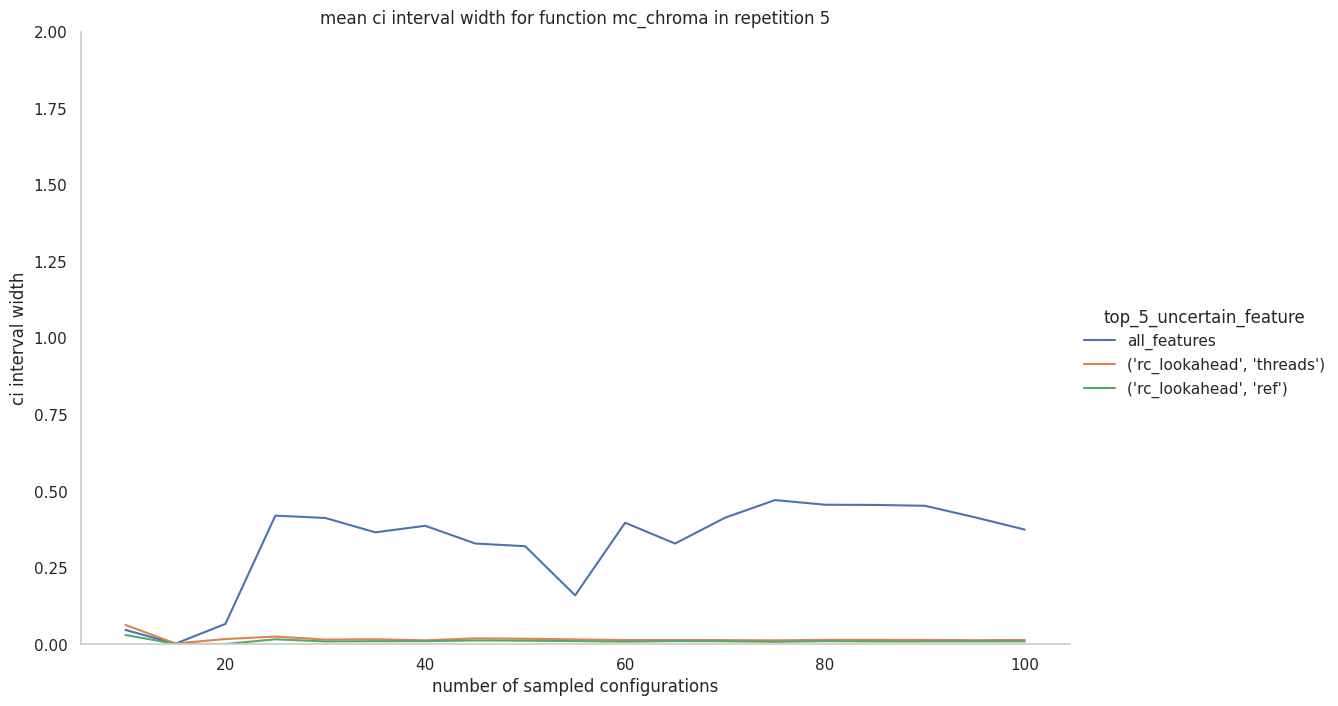 mean ci interval width for function mc_chroma in repetition 5
2.00
1.75
1.50
1.25
1.00
0.75
0.50
0.25
0.00
ci interval width
20 40 60 80 100
number of sampled configurations
top_5_uncertain_feature
all_features
('rc_lookahead', 'threads')
('rc_lookahead', 'ref')